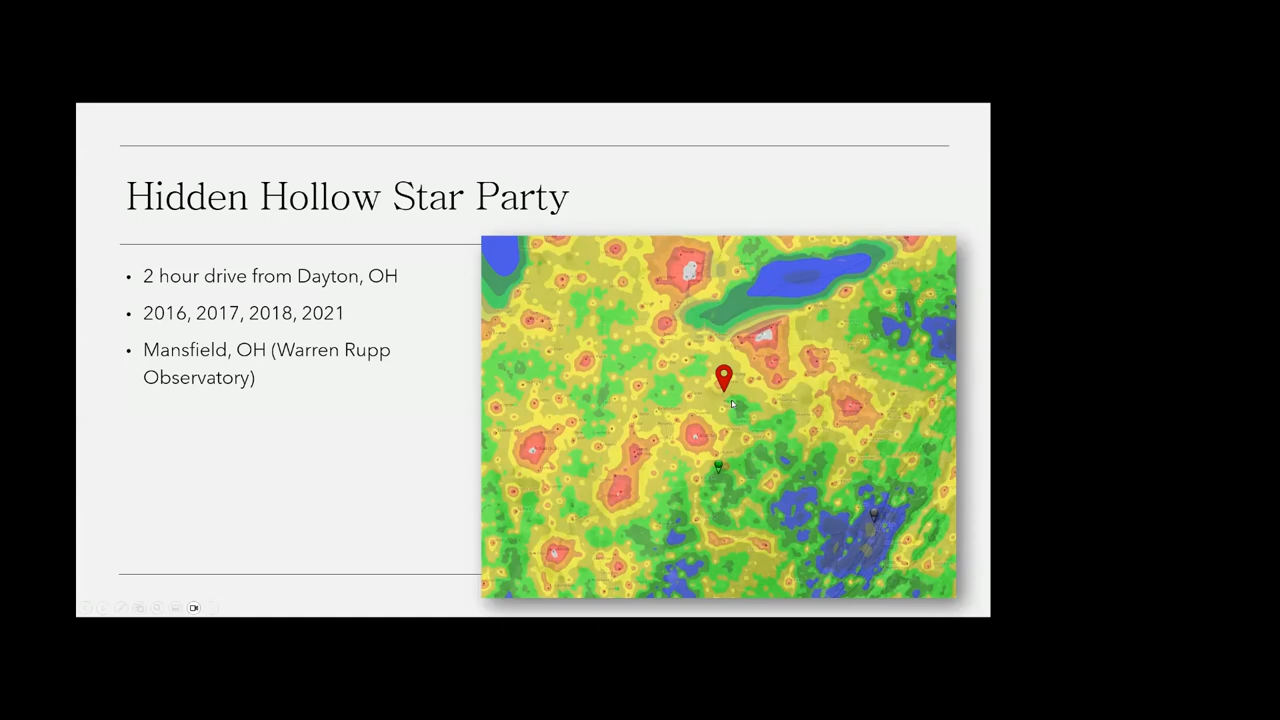 Hidden Hollow Star Party
• 2 hour drive from Dayton, OH
• 2016, 2017, 2018, 2021
• Mansfield, OH (Warren Rupp
Observatory)